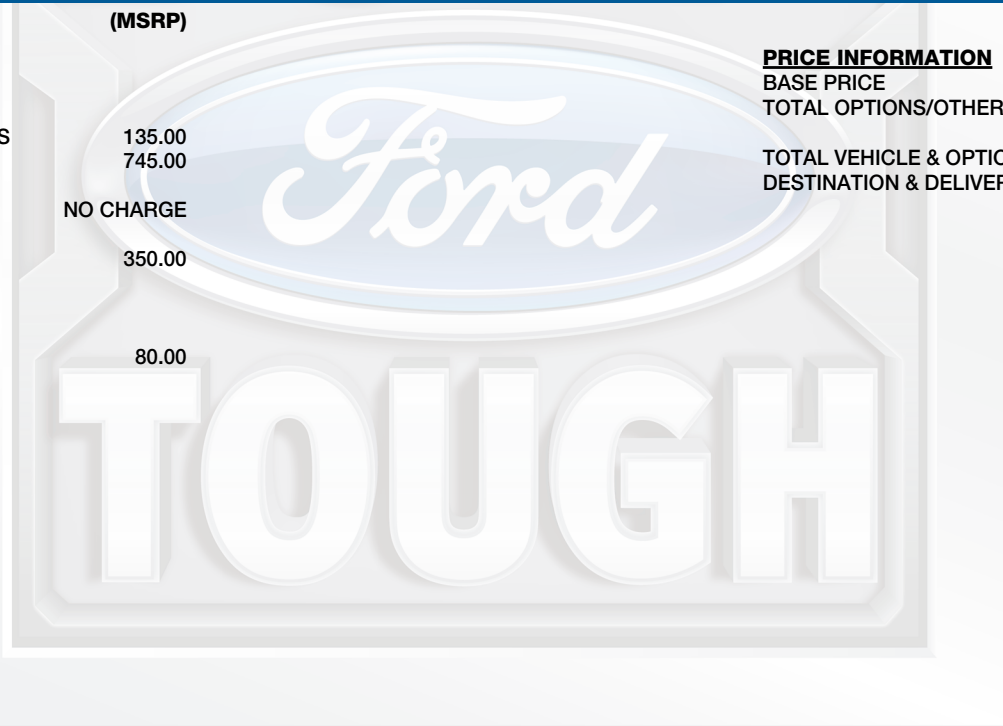 (MSRP)
S 135.00
745.00
NO CHARGE
350.00
80.00
PRICE INFORMATION
BASE PRICE
TOTAL OPTIONS/OTHER
TOTAL VEHICLE & OPTIO
DESTINATION & DELIVER
Ford
TOUGH